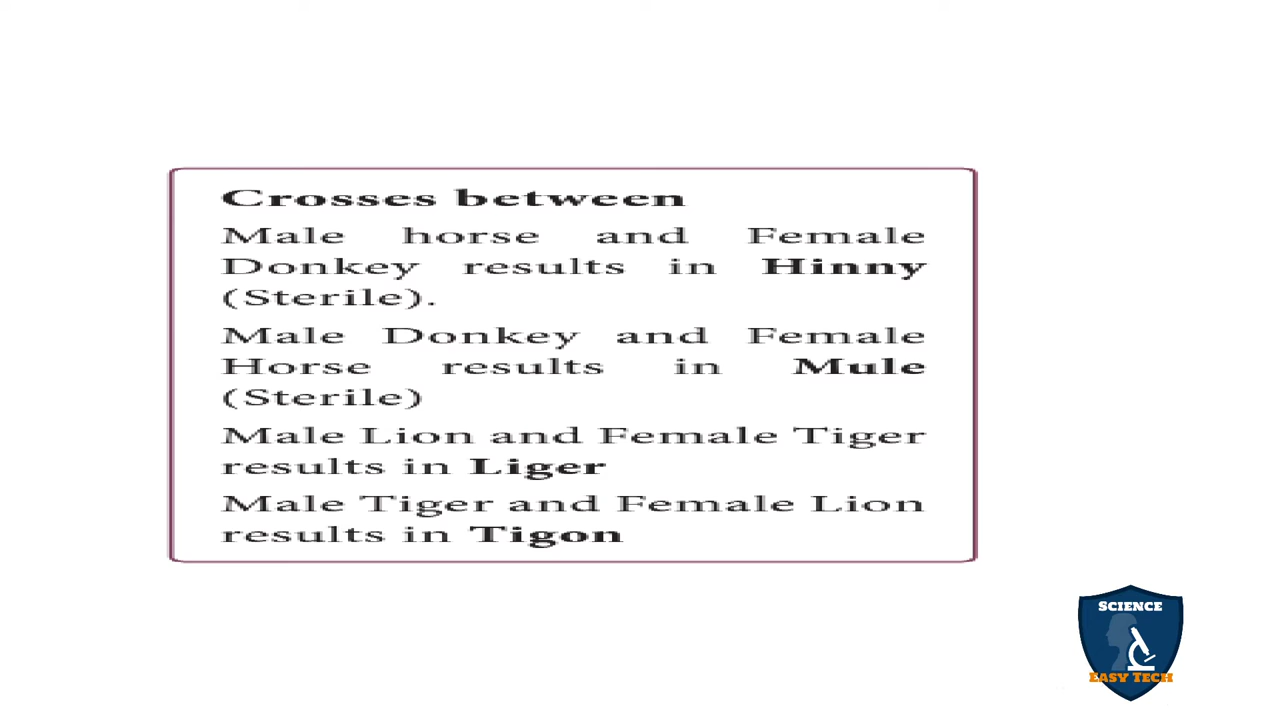 Crosses between
Male horse and Female
Donkey results in Hinny
(Sterile).
Male Donkey and Female
Horse results in Mule
(Sterile)
Male Lion and Female Tiger
results in Liger
Male Tiger and Female Lion
results in Tigon
SCIENCE
EASY TECH